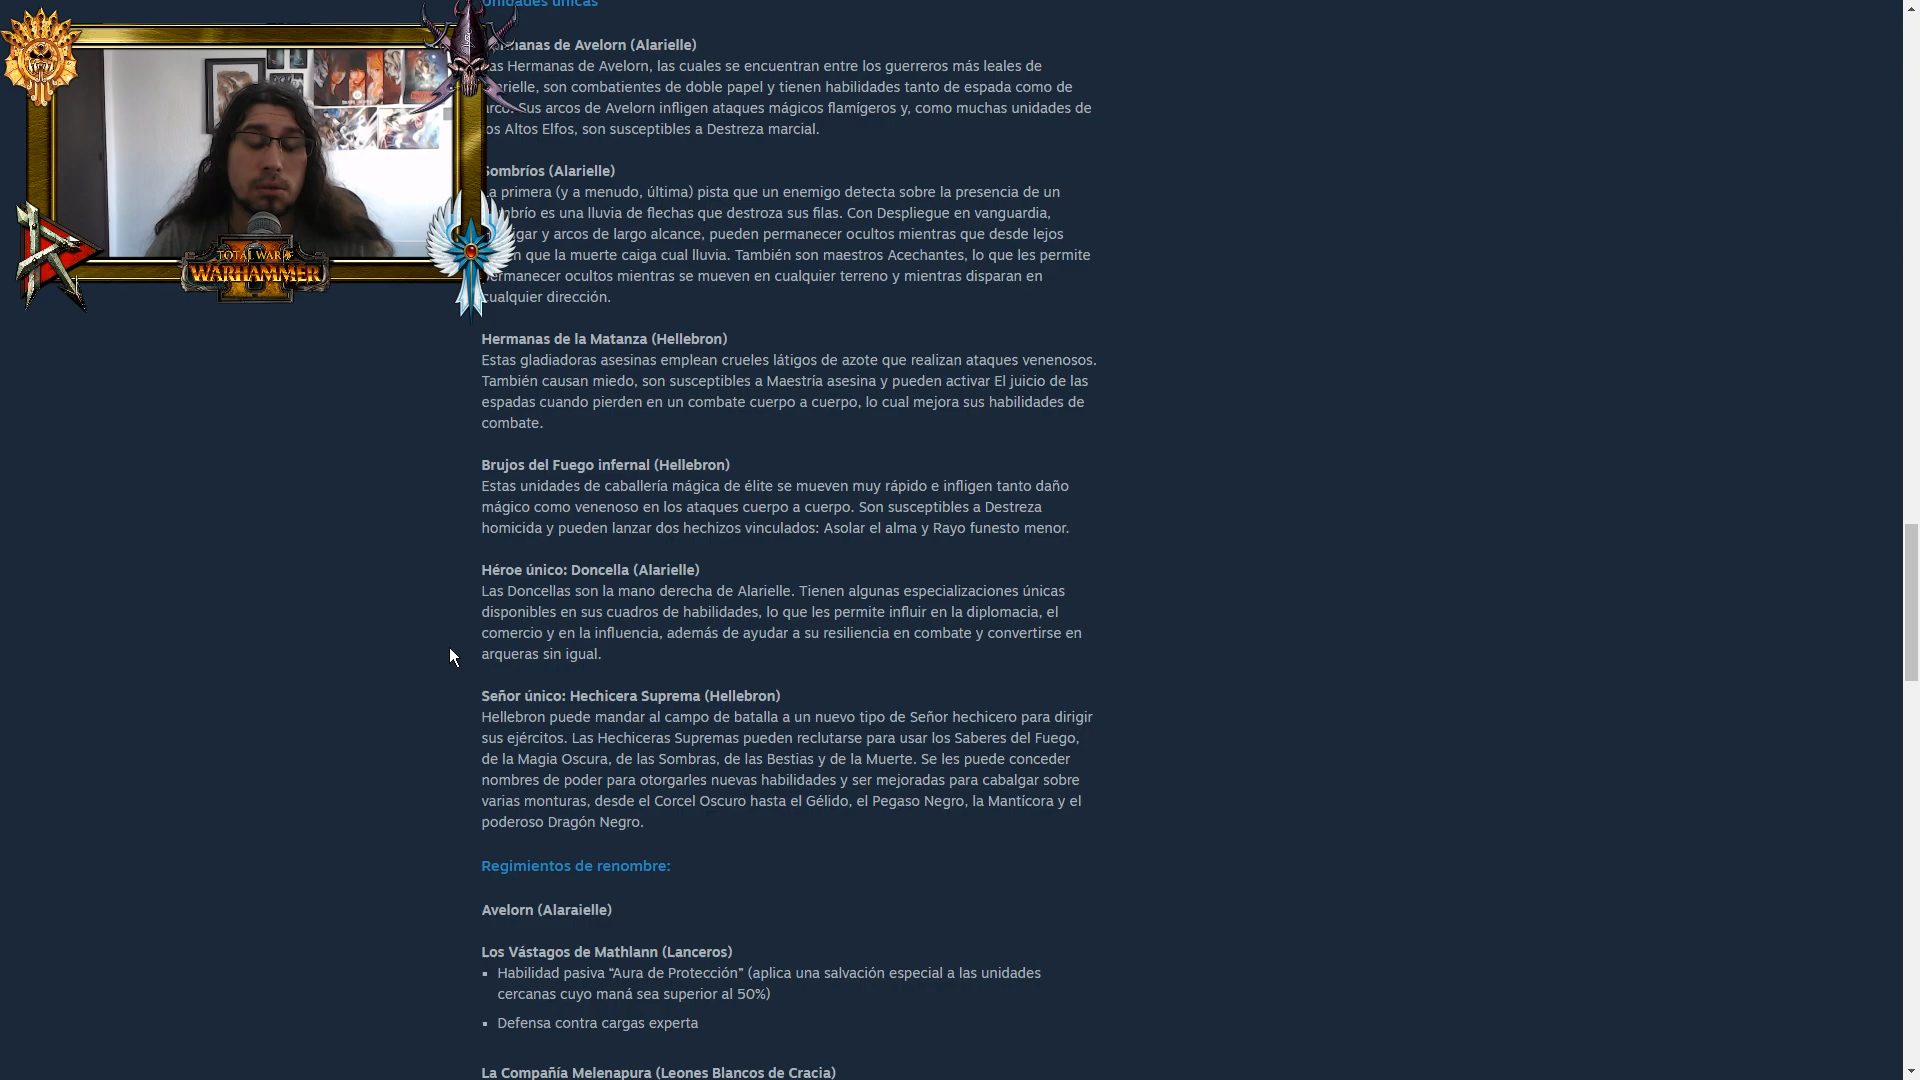 Unidades únicas
manas de Avelorn (Alarielle)
as Hermanas de Avelorn, las cuales se encuentran entre los guerreros más leales de
rielle, son combatientes de doble papel y tienen habilidades tanto de espada como de
arco. Sus arcos de Avelorn infligen ataques mágicos flamígeros y, como muchas unidades de
os Altos Elfos, son susceptibles a Destreza marcial.
Sombríos (Alarielle)
a primera (y a menudo, última) pista que un enemigo detecta sobre la presencia de un
mbrío es una lluvia de flechas que destroza sus filas. Con Despliegue en vanguardia,
igar y arcos de largo alcance, pueden permanecer ocultos mientras que desde lejos
n que la muerte caiga cual lluvia. También son maestros Acechantes, lo que les permite
permanecer ocultos mientras se mueven en cualquier terreno y mientras disparan en
cualquier dirección.
TOTAL WAR
WARHAMMER
II
Hermanas de la Matanza (Hellebron)
Estas gladiadoras asesinas emplean crueles látigos de azote que realizan ataques venenosos.
También causan miedo, son susceptibles a Maestría asesina y pueden activar El juicio de las
espadas cuando pierden en un combate cuerpo a cuerpo, lo cual mejora sus habilidades de
combate.
Brujos del Fuego infernal (Hellebron)
Estas unidades de caballería mágica de élite se mueven muy rápido e infligen tanto daño
mágico como venenoso en los ataques cuerpo a cuerpo. Son susceptibles a Destreza
homicida y pueden lanzar dos hechizos vinculados: Asolar el alma y Rayo funesto menor.
Héroe único: Doncella (Alarielle)
Las Doncellas son la mano derecha de Alarielle. Tienen algunas especializaciones únicas
disponibles en sus cuadros de habilidades, lo que les permite influir en la diplomacia, el
comercio y en la influencia, además de ayudar a su resiliencia en combate y convertirse en
arqueras sin igual.
Señor único: Hechicera Suprema (Hellebron)
Hellebron puede mandar al campo de batalla a un nuevo tipo de Señor hechicero para dirigir
sus ejércitos. Las Hechiceras Supremas pueden reclutarse para usar los Saberes del Fuego,
de la Magia Oscura, de las Sombras, de las Bestias y de la Muerte. Se les puede conceder
nombres de poder para otorgarles nuevas habilidades y ser mejoradas para cabalgar sobre
varias monturas, desde el Corcel Oscuro hasta el Gélido, el Pegaso Negro, la Mantícora y el
poderoso Dragón Negro.
Regimientos de renombre:
Avelorn (Alaraielle)
Los Vástagos de Mathlann (Lanceros)
▪ Habilidad pasiva “Aura de Protección” (aplica una salvación especial a las unidades
cercanas cuyo maná sea superior al 50%)
▪ Defensa contra cargas experta
La Compañía Melenapura (Leones Blancos de Cracia)